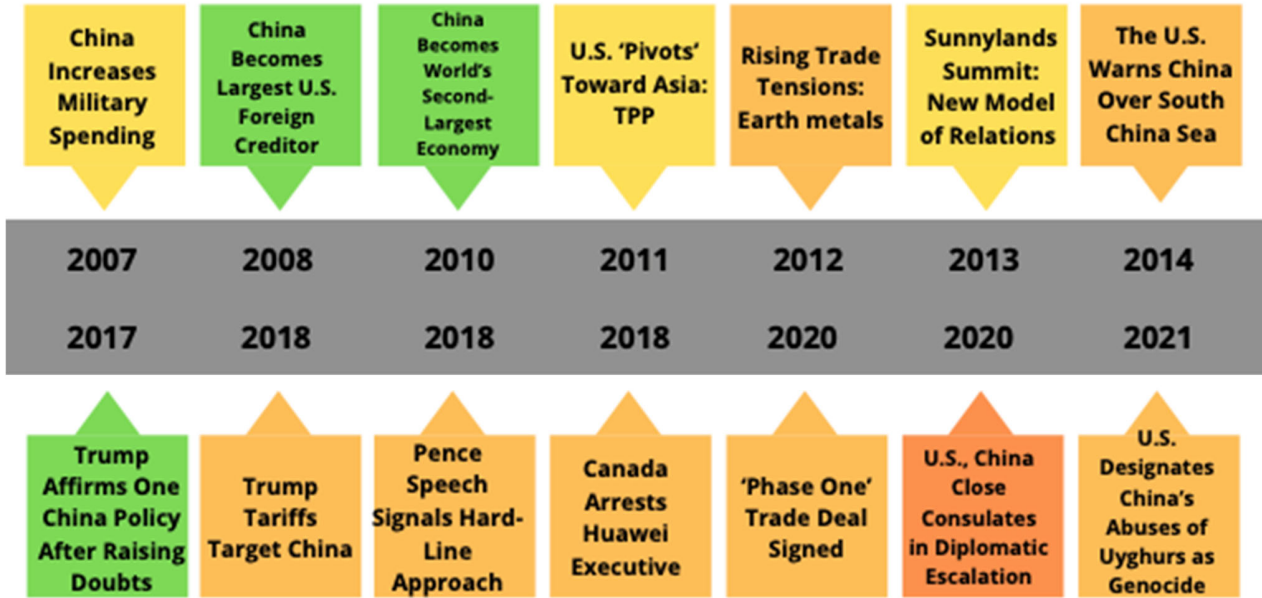 China
Increases
Military
Spending
China
Becomes
Largest U.S.
Foreign
Creditor
China
Becomes
World's
Second-
Largest
Economy
U.S. ‘Pivots’
Toward Asia:
TPP
Rising Trade
Tensions:
Earth metals
Sunnylands
Summit:
New Model
of Relations
The U.S.
Warns China
Over South
China Sea
2007 2008 2010 2011 2012 2013 2014
2017 2018 2018 2018 2020 2020 2021
Trump
Affirms One
China Policy
After Raising
Doubts
Trump
Tariffs
Target China
Pence
Speech
Signals Hard-
Line
Approach
Canada
Arrests
Huawei
Executive
‘Phase One’
Trade Deal
Signed
U.S., China
Close
Consulates
in Diplomatic
Escalation
U.S.
Designates
China's
Abuses of
Uyghurs as
Genocide